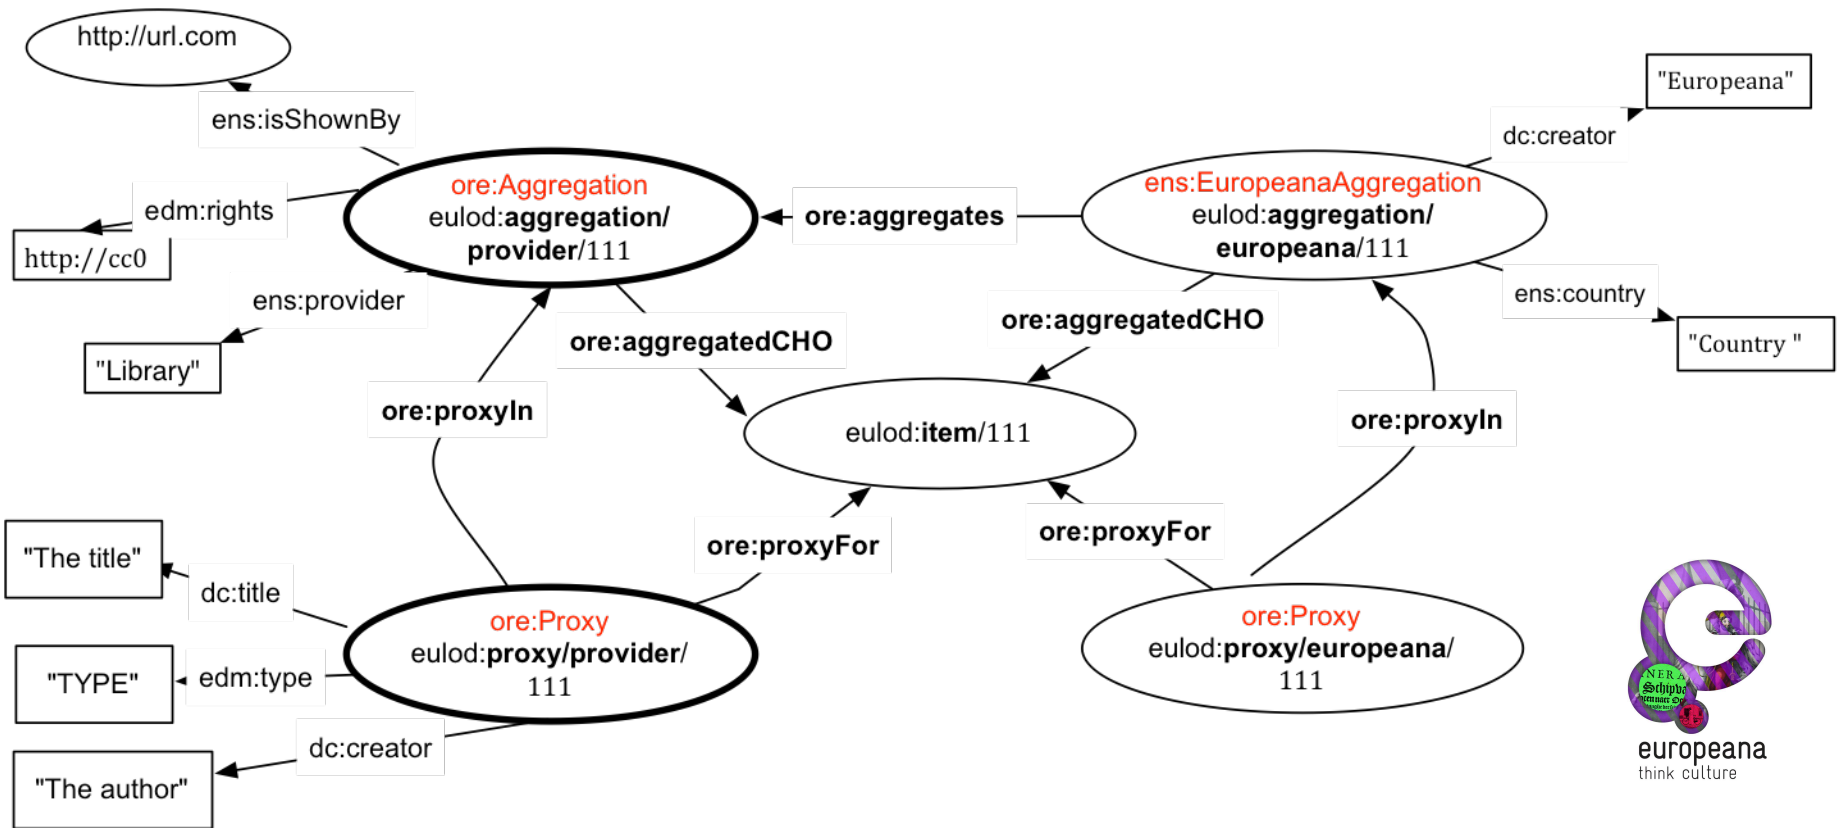 http://url.com
ens:isShownBy
"Europeana"
dc:creator
ore:Aggregation
eulod:aggregation/
provider/111
ens:EuropeanaAggregation
eulod:aggregation/
europeana/111
edm:rights
ore:aggregates
http://cc0
ens:provider
ens:country
"Library"
ore:aggregatedCHO
ore:aggregatedCHO
"Country "
ore:proxyIn
eulod:item/111
ore:proxyIn
"The title"
dc:title
ore:proxyFor
ore:proxyFor
ore:Proxy
eulod:proxy/provider/
111
ore:Proxy
eulod:proxy/europeana/
111
"TYPE"
edm:type
dc:creator
"The author"
NERA
Schipva
europeana
think culture